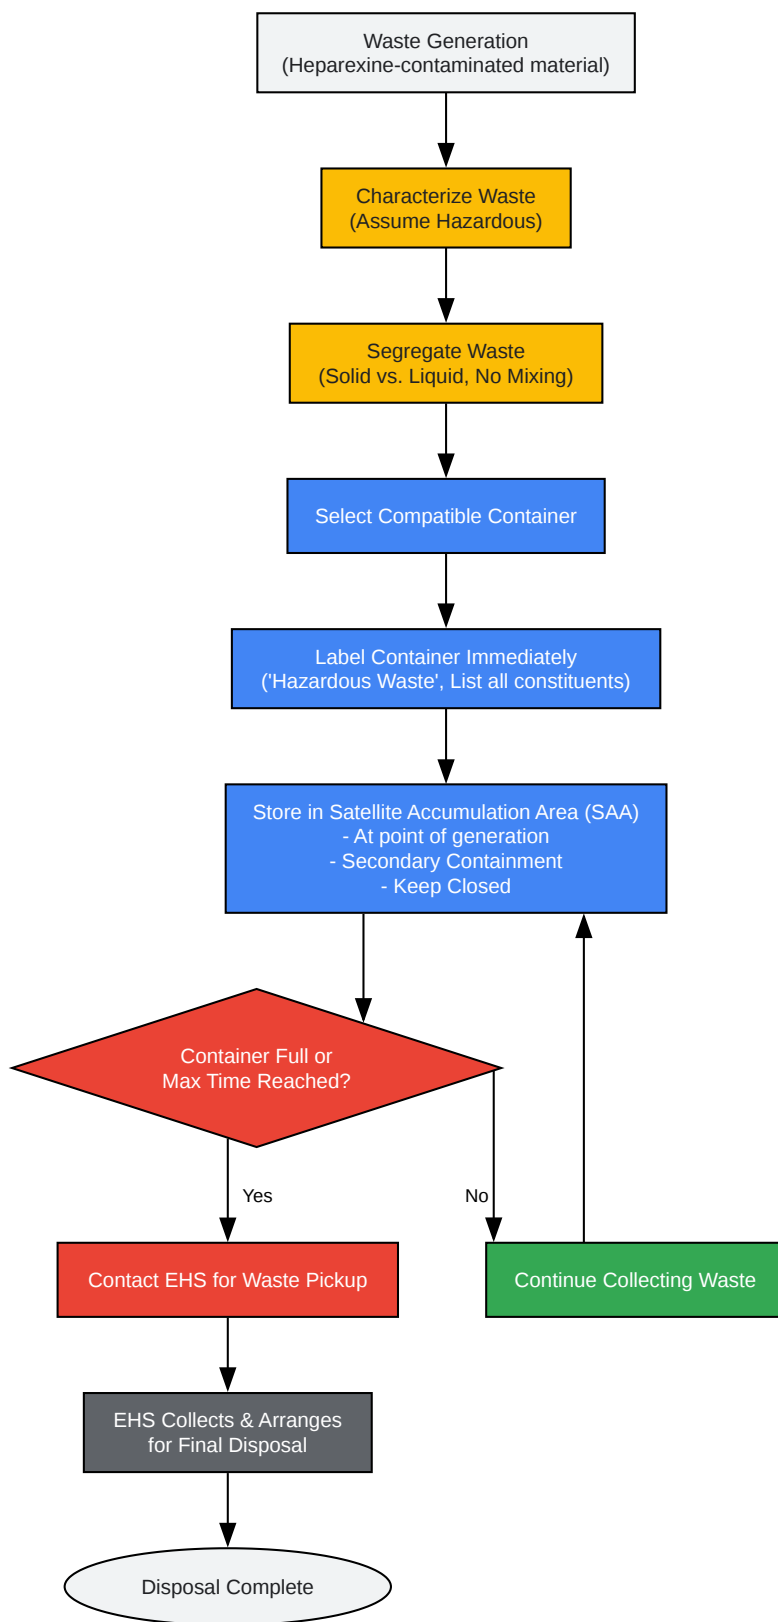 Waste Generation
(Heparexine-contaminated material)
Characterize Waste
(Assume Hazardous)
Segregate Waste
(Solid vs. Liquid, No Mixing)
Select Compatible Container
Label Container Immediately
('Hazardous Waste', List all constituents)
Store in Satellite Accumulation Area (SAA)
- At point of generation
- Secondary Containment
- Keep Closed
Container Full or
Max Time Reached?
Yes
No
Contact EHS for Waste Pickup
Continue Collecting Waste
EHS Collects & Arranges
for Final Disposal
Disposal Complete